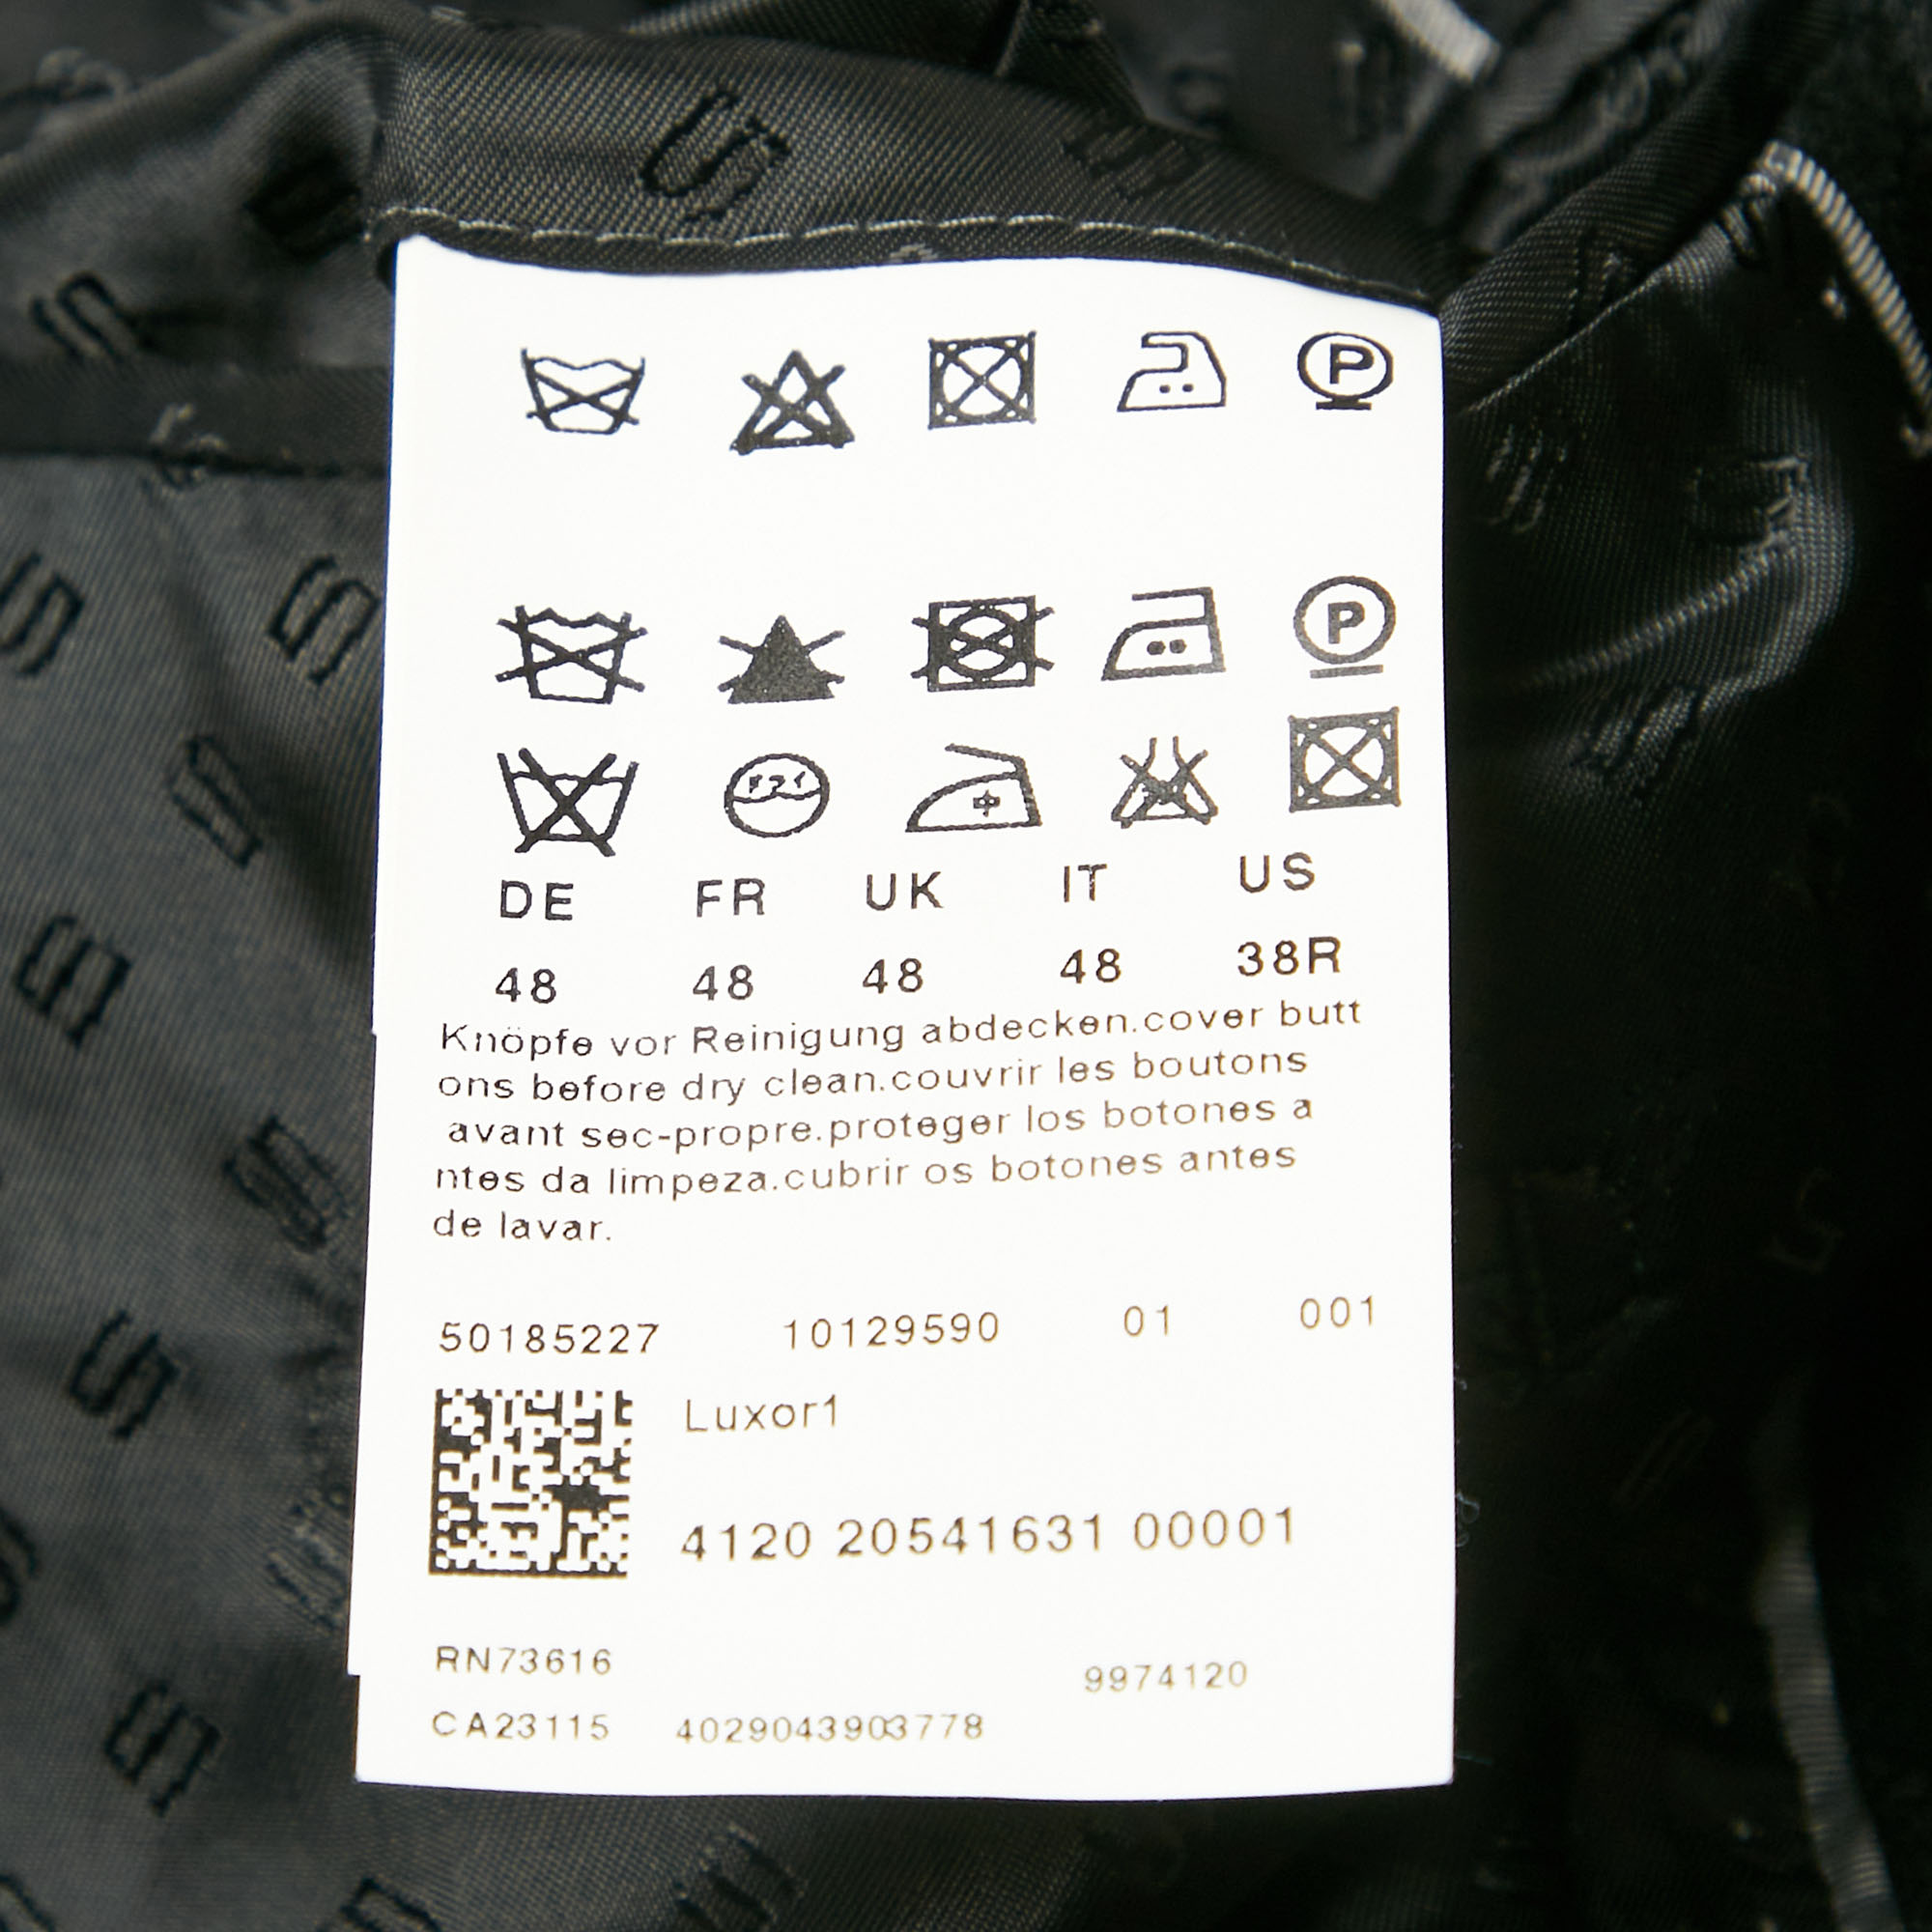 P
P
DE FR UK IT US
48 48 48 48 38R
Knöpfe vor Reinigung abdecken.cover butt
ons before dry clean.couvrir les boutons
avant sec-propre.proteger los botones a
ntes da limpeza.cubrir os botones antes
de lavar.
50185227 10129590 01 001
Luxor1
4120 20541631 00001
RN73616
9974120
CA23115 4029043903778